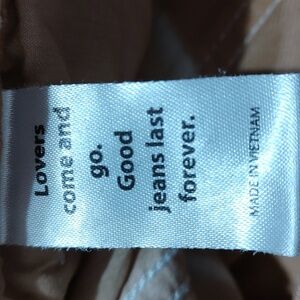 Lovers
come and
go.
Good
jeans last
forever.
MADE IN VIETNAM